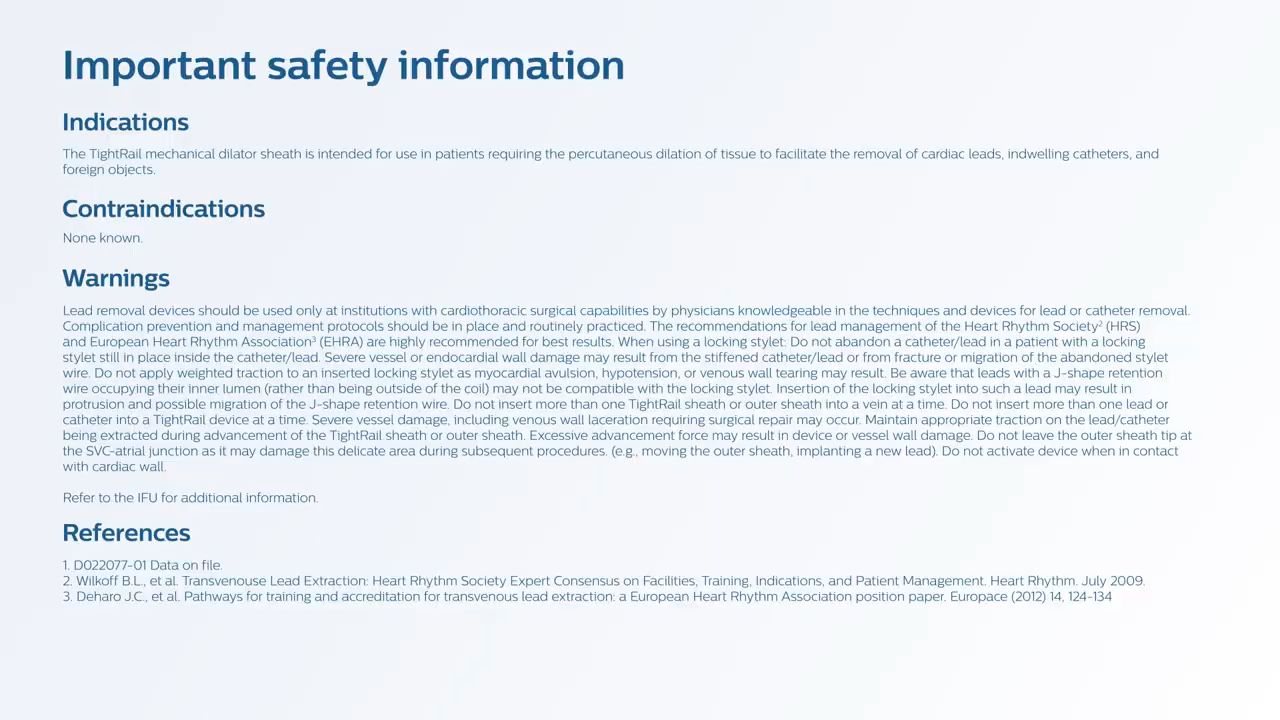 Important safety information
Indications
The TightRail mechanical dilator sheath is intended for use in patients requiring the percutaneous dilation of tissue to facilitate the removal of cardiac leads, indwelling catheters, and
foreign objects.
Contraindications
None known.
Warnings
Lead removal devices should be used only at institutions with cardiothoracic surgical capabilities by physicians knowledgeable in the techniques and devices for lead or catheter removal.
Complication prevention and management protocols should be in place and routinely practiced. The recommendations for lead management of the Heart Rhythm Society² (HRS)
and European Heart Rhythm Association³ (EHRA) are highly recommended for best results. When using a locking stylet: Do not abandon a catheter/lead in a patient with a locking
stylet still in place inside the catheter/lead. Severe vessel or endocardial wall damage may result from the stiffened catheter/lead or from fracture or migration of the abandoned stylet
wire. Do not apply weighted traction to an inserted locking stylet as myocardial avulsion, hypotension, or venous wall tearing may result. Be aware that leads with a J-shape retention
wire occupying their inner lumen (rather than being outside of the coil) may not be compatible with the locking stylet. Insertion of the locking stylet into such a lead may result in
protrusion and possible migration of the J-shape retention wire. Do not insert more than one TightRail sheath or outer sheath into a vein at a time. Do not insert more than one lead or
catheter into a TightRail device at a time. Severe vessel damage, including venous wall laceration requiring surgical repair may occur. Maintain appropriate traction on the lead/catheter
being extracted during advancement of the TightRail sheath or outer sheath. Excessive advancement force may result in device or vessel wall damage. Do not leave the outer sheath tip at
the SVC-atrial junction as it may damage this delicate area during subsequent procedures. (e.g., moving the outer sheath, implanting a new lead). Do not activate device when in contact
with cardiac wall.
Refer to the IFU for additional information.
References
1. D022077-01 Data on file.
2. Wilkoff B.L., et al. Transvenouse Lead Extraction: Heart Rhythm Society Expert Consensus on Facilities, Training, Indications, and Patient Management. Heart Rhythm. July 2009.
3. Deharo J.C., et al. Pathways for training and accreditation for transvenous lead extraction: a European Heart Rhythm Association position paper. Europace (2012) 14, 124-134